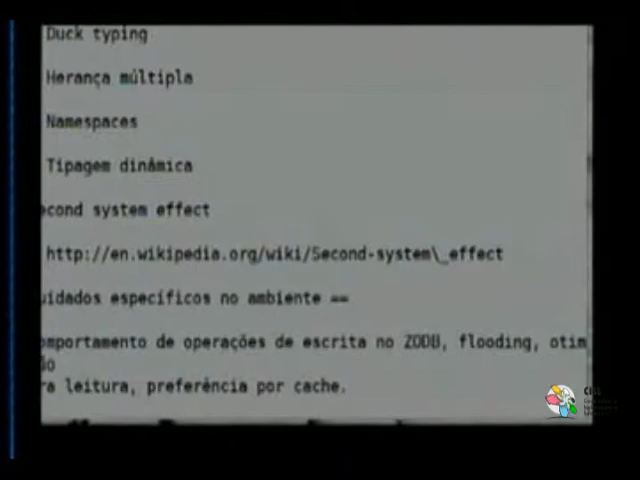 Duck typing
Herança múltipla
Namespaces
Tipagem dinâmica
econd system effect
http://en.wikipedia.org/wiki/Second-system\_effect
uidados específicos no ambiente ==
omportamento de operações de escrita no ZODB, flooding, otim
ão
ra leitura, preferência por cache.